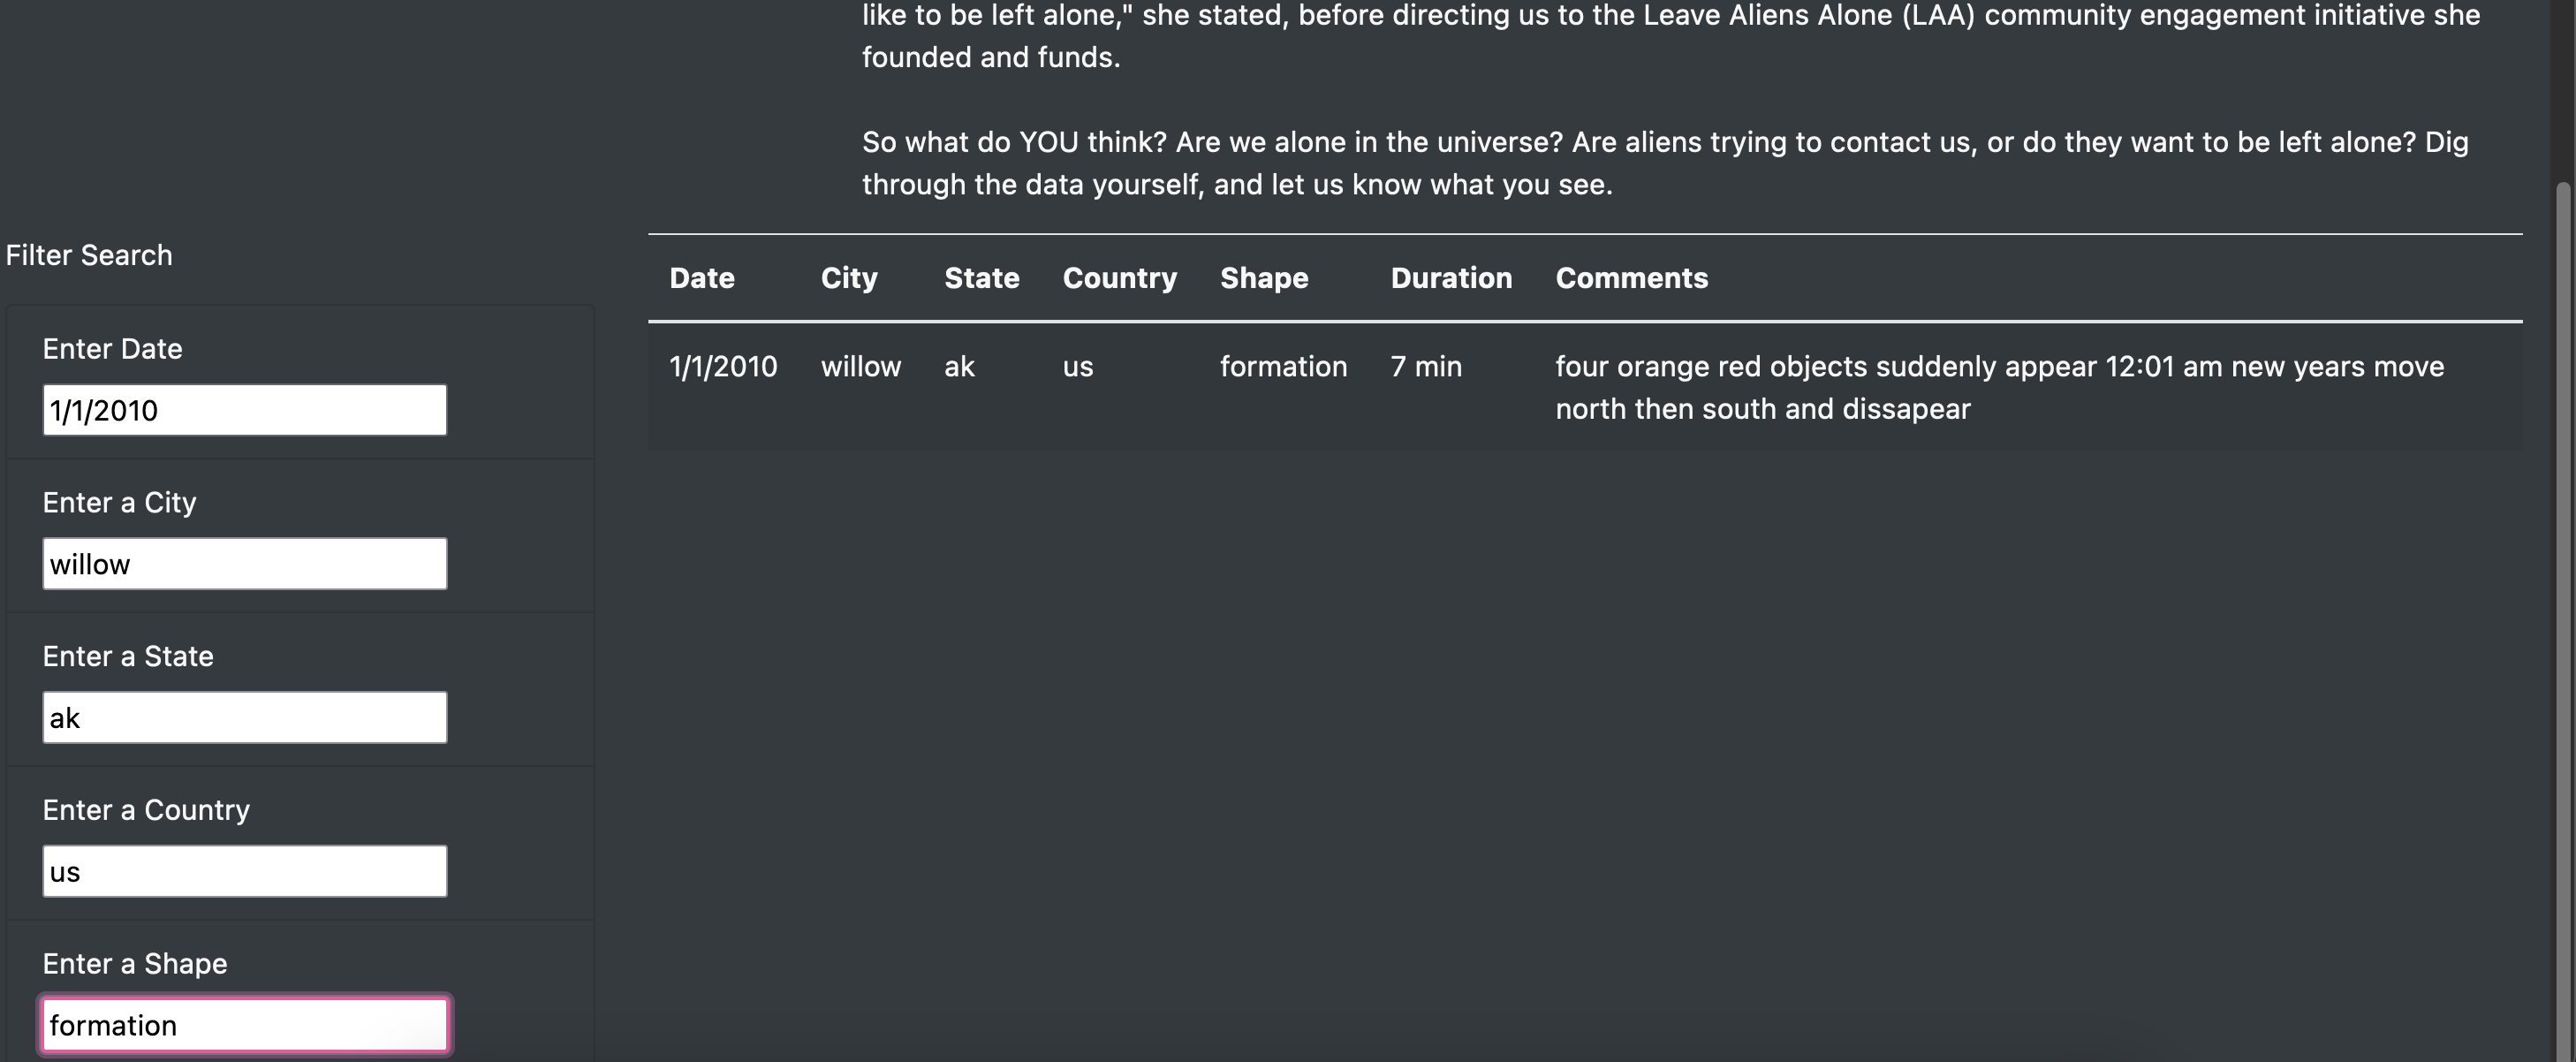 like to be left alone," she stated, before directing us to the Leave Aliens Alone (LAA) community engagement initiative she
founded and funds.
So what do YOU think? Are we alone in the universe? Are aliens trying to contact us, or do they want to be left alone? Dig
through the data yourself, and let us know what you see.
Filter Search
Enter Date
1/1/2010
Enter a City
willow
Enter a State
ak
Enter a Country
us
Enter a Shape
formation
Date City State Country Shape Duration Comments
1/1/2010 willow ak us formation 7 min four orange red objects suddenly appear 12:01 am new years move
north then south and dissapear